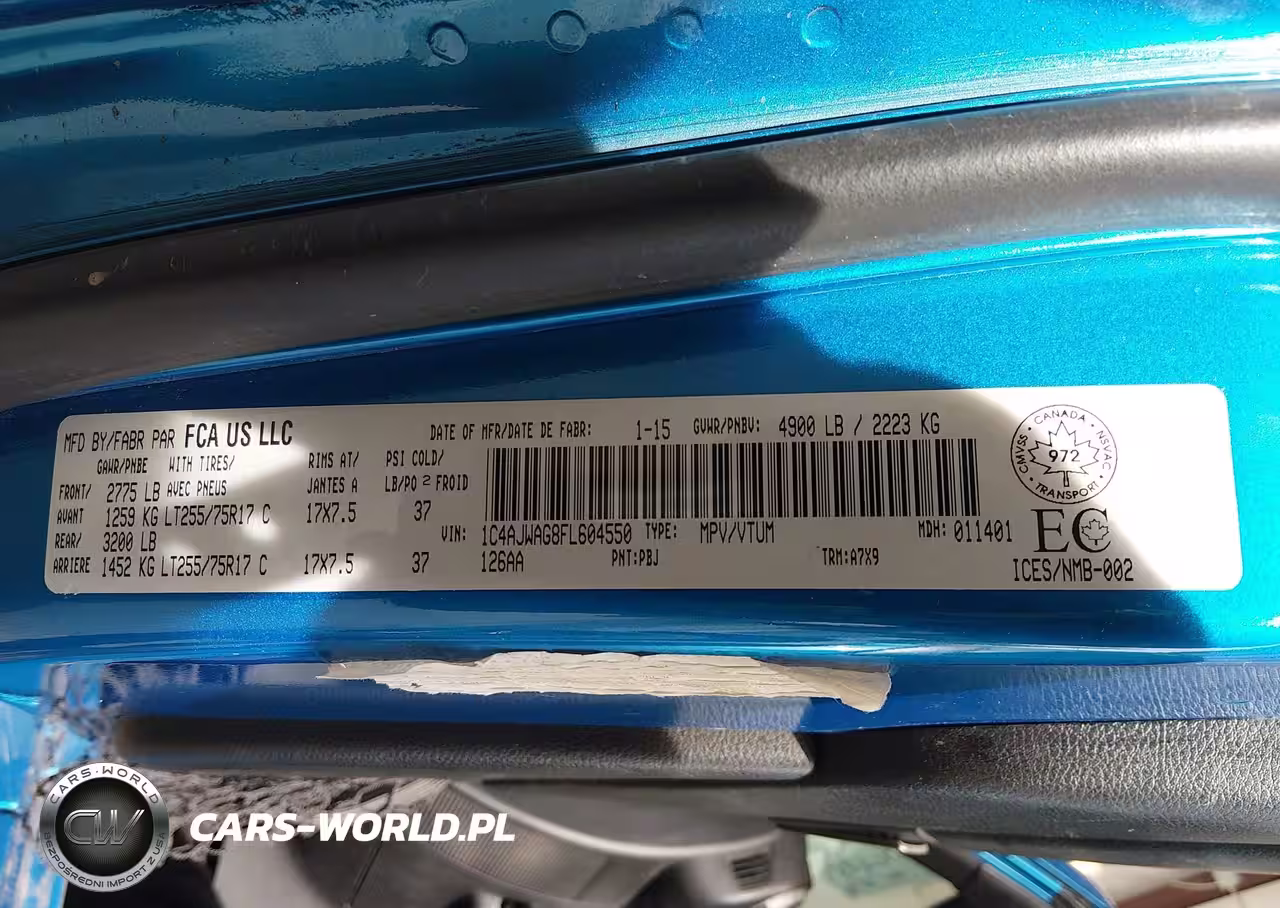 MFD BY/FABR PAR FCA US LLC
DATE OF MFR/DATE DE FABR: 1-15 GVWR/PNBV: 4900 LB / 2223 KG
GAWR/PNBE WITH TIRES/ RIMS AT/ PSI COLD/
FRONT/ 2775 LB AVEC PNEUS JANTES A LB/PO 2 FROID
AVANT 1259 KG LT255/75R17 C 17X7.5 37
REAR/ 3200 LB
ARRIERE 1452 KG LT255/75R17 C 17X7.5 37
VIN: 1C4AJWAG8FL604550 TYPE: MPV/VTUM MDH: 011401
126AA PNT:PBJ TRM:A7X9
CANADA
CMVSS · NSVAC
972
TRANSPORT
EC
ICES/NMB-002
CARS-WORLD
CW
BEZPOŚREDNI IMPORT Z USA
CARS-WORLD.PL